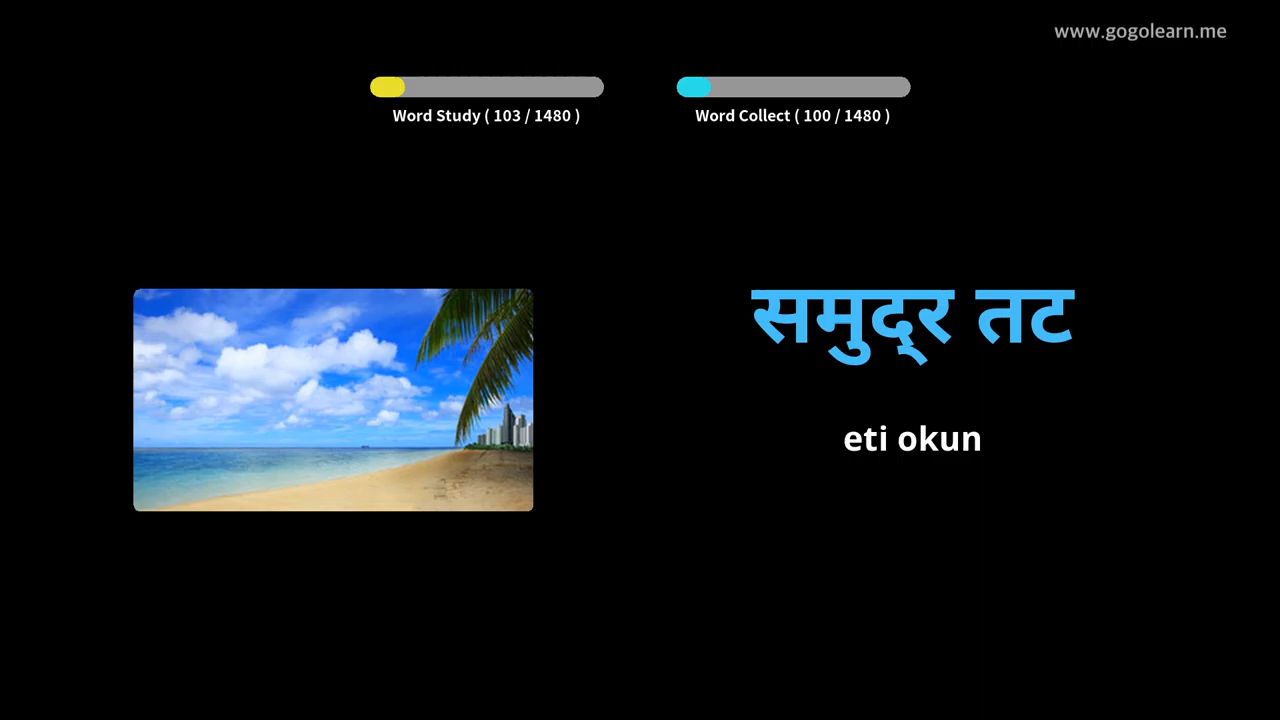 www.gogolearn.me
Word Study ( 103 / 1480 )
Word Collect ( 100 / 1480 )
समुद्र तट
eti okun